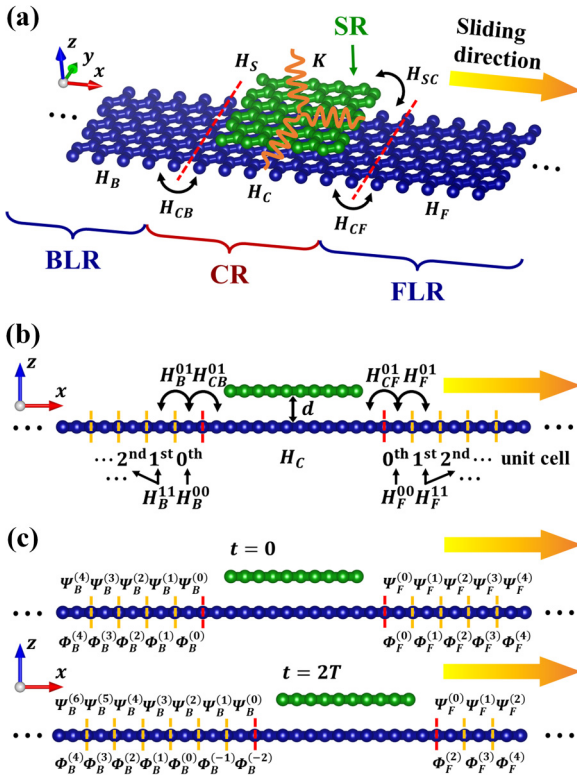 (a)
z
y
x
H_S
K
SR
H_SC
Sliding
direction
...
H_B
H_CB
H_C
H_CF
H_F
...
BLR
CR
FLR
(b)
z
x
H_B^01 H_CB^01
H_CF^01 H_F^01
d
...
...
... 2nd 1st 0th
H_C
0th 1st 2nd ... unit cell
...
H_B^11 H_B^00
H_F^00 H_F^11
...
(c)
t = 0
Ψ_B^(4) Ψ_B^(3) Ψ_B^(2) Ψ_B^(1) Ψ_B^(0)
Ψ_F^(0) Ψ_F^(1) Ψ_F^(2) Ψ_F^(3) Ψ_F^(4)
...
...
Φ_B^(4) Φ_B^(3) Φ_B^(2) Φ_B^(1) Φ_B^(0)
Φ_F^(0) Φ_F^(1) Φ_F^(2) Φ_F^(3) Φ_F^(4)
z
x
t = 2T
Ψ_B^(6) Ψ_B^(5) Ψ_B^(4) Ψ_B^(3) Ψ_B^(2) Ψ_B^(1) Ψ_B^(0)
Ψ_F^(0) Ψ_F^(1) Ψ_F^(2)
...
...
Φ_B^(4) Φ_B^(3) Φ_B^(2) Φ_B^(1) Φ_B^(0) Φ_B^(-1) Φ_B^(-2)
Φ_F^(2) Φ_F^(3) Φ_F^(4)